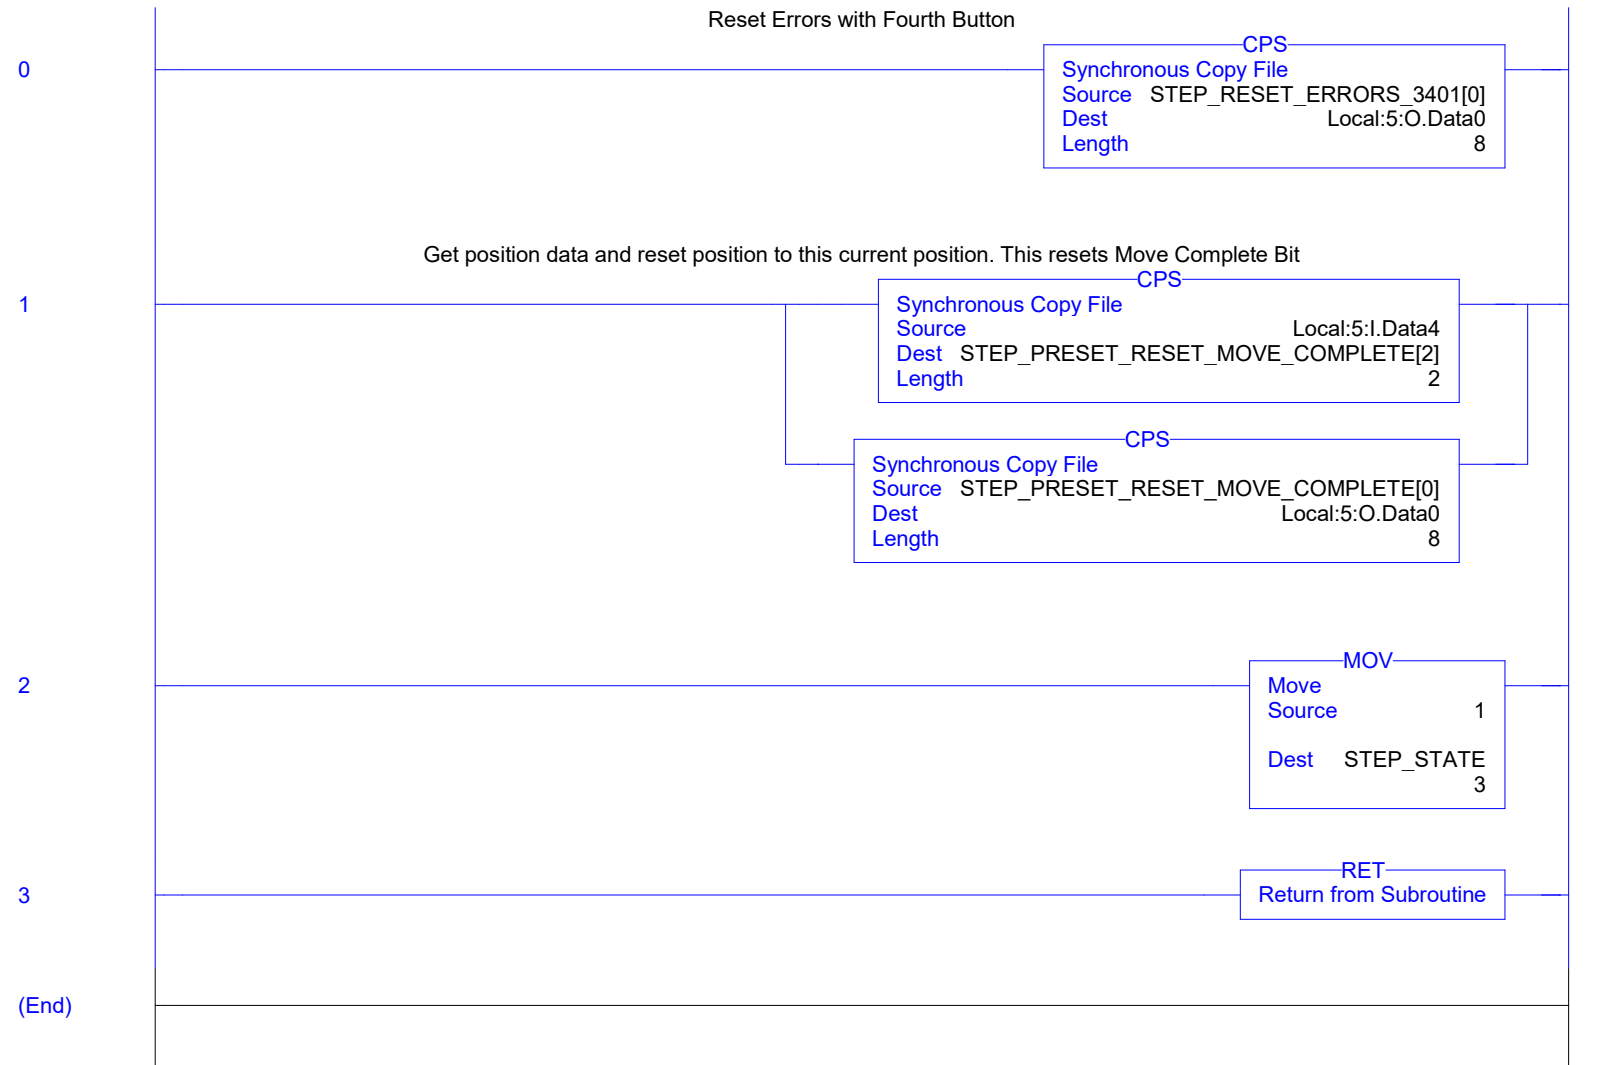 Reset Errors with Fourth Button
0
CPS
Synchronous Copy File
Source STEP_RESET_ERRORS_3401[0]
Dest Local:5:O.Data0
Length 8
Get position data and reset position to this current position. This resets Move Complete Bit
1
CPS
Synchronous Copy File
Source Local:5:I.Data4
Dest STEP_PRESET_RESET_MOVE_COMPLETE[2]
Length 2
CPS
Synchronous Copy File
Source STEP_PRESET_RESET_MOVE_COMPLETE[0]
Dest Local:5:O.Data0
Length 8
2
MOV
Move
Source 1
Dest STEP_STATE
3
3
RET
Return from Subroutine
(End)